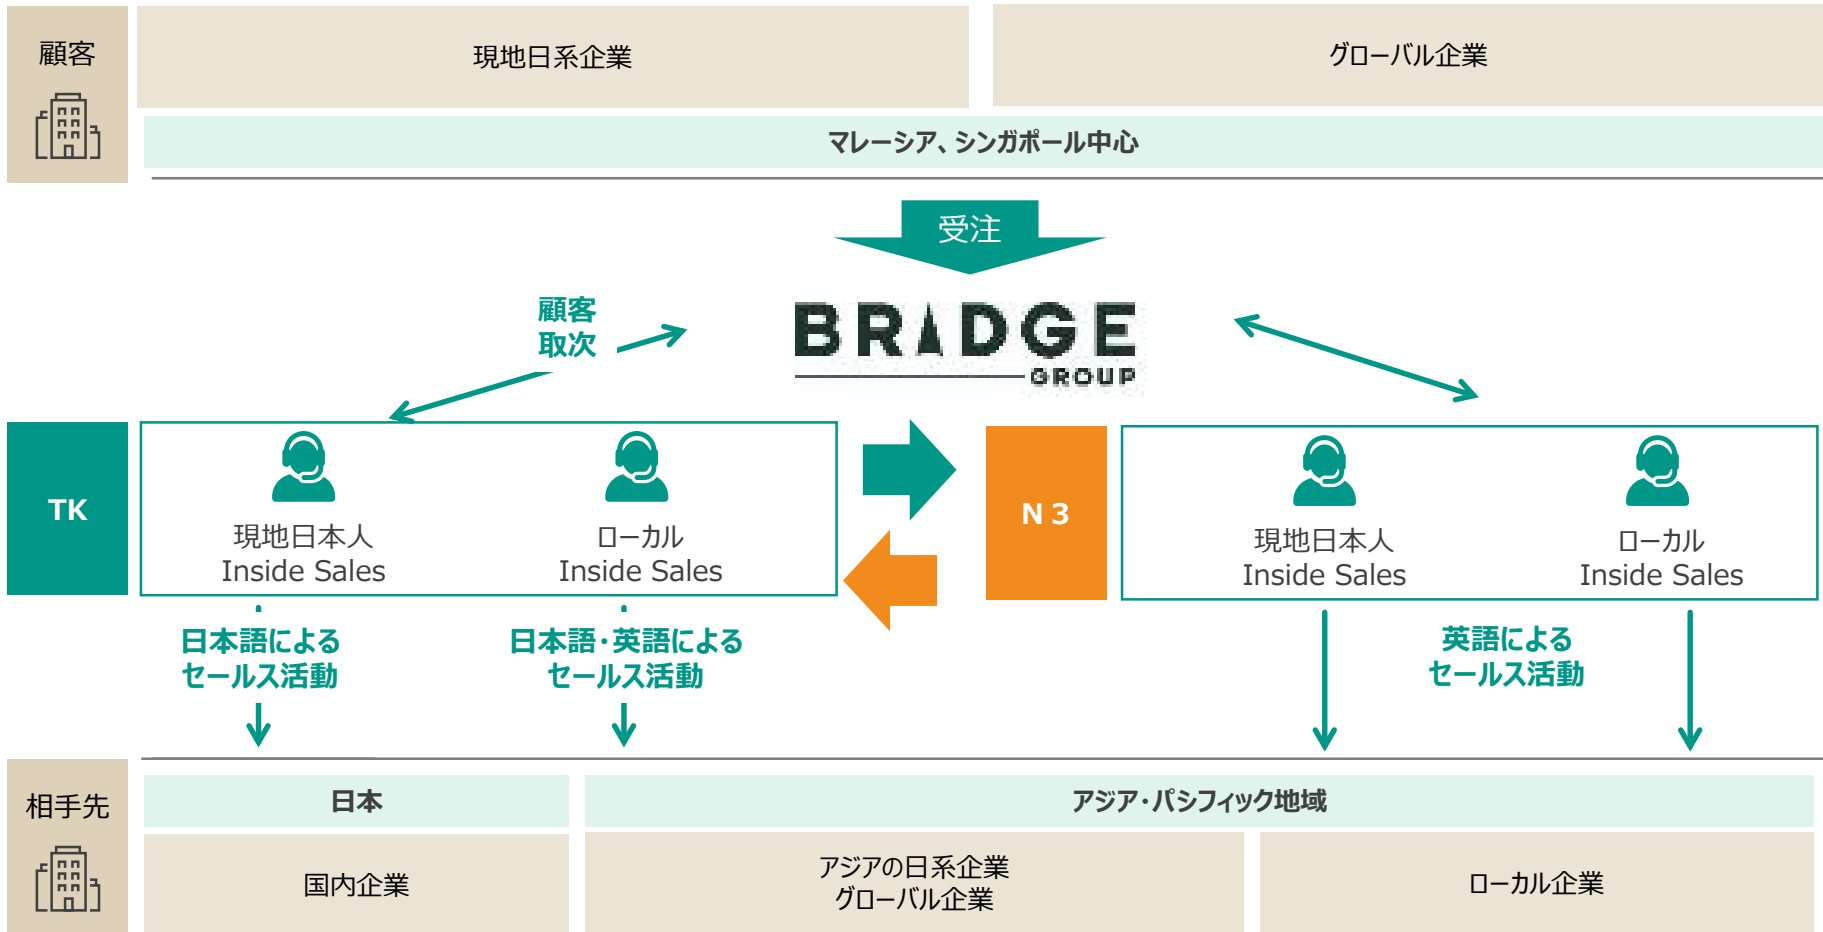 顧客
現地日系企業
グローバル企業
マレーシア、シンガポール中心
受注
顧客
取次
BRIDGE
GROUP
TK
現地日本人
Inside Sales
ローカル
Inside Sales
N3
現地日本人
Inside Sales
ローカル
Inside Sales
日本語による
セールス活動
日本語・英語による
セールス活動
英語による
セールス活動
相手先
日本
アジア・パシフィック地域
国内企業
アジアの日系企業
グローバル企業
ローカル企業